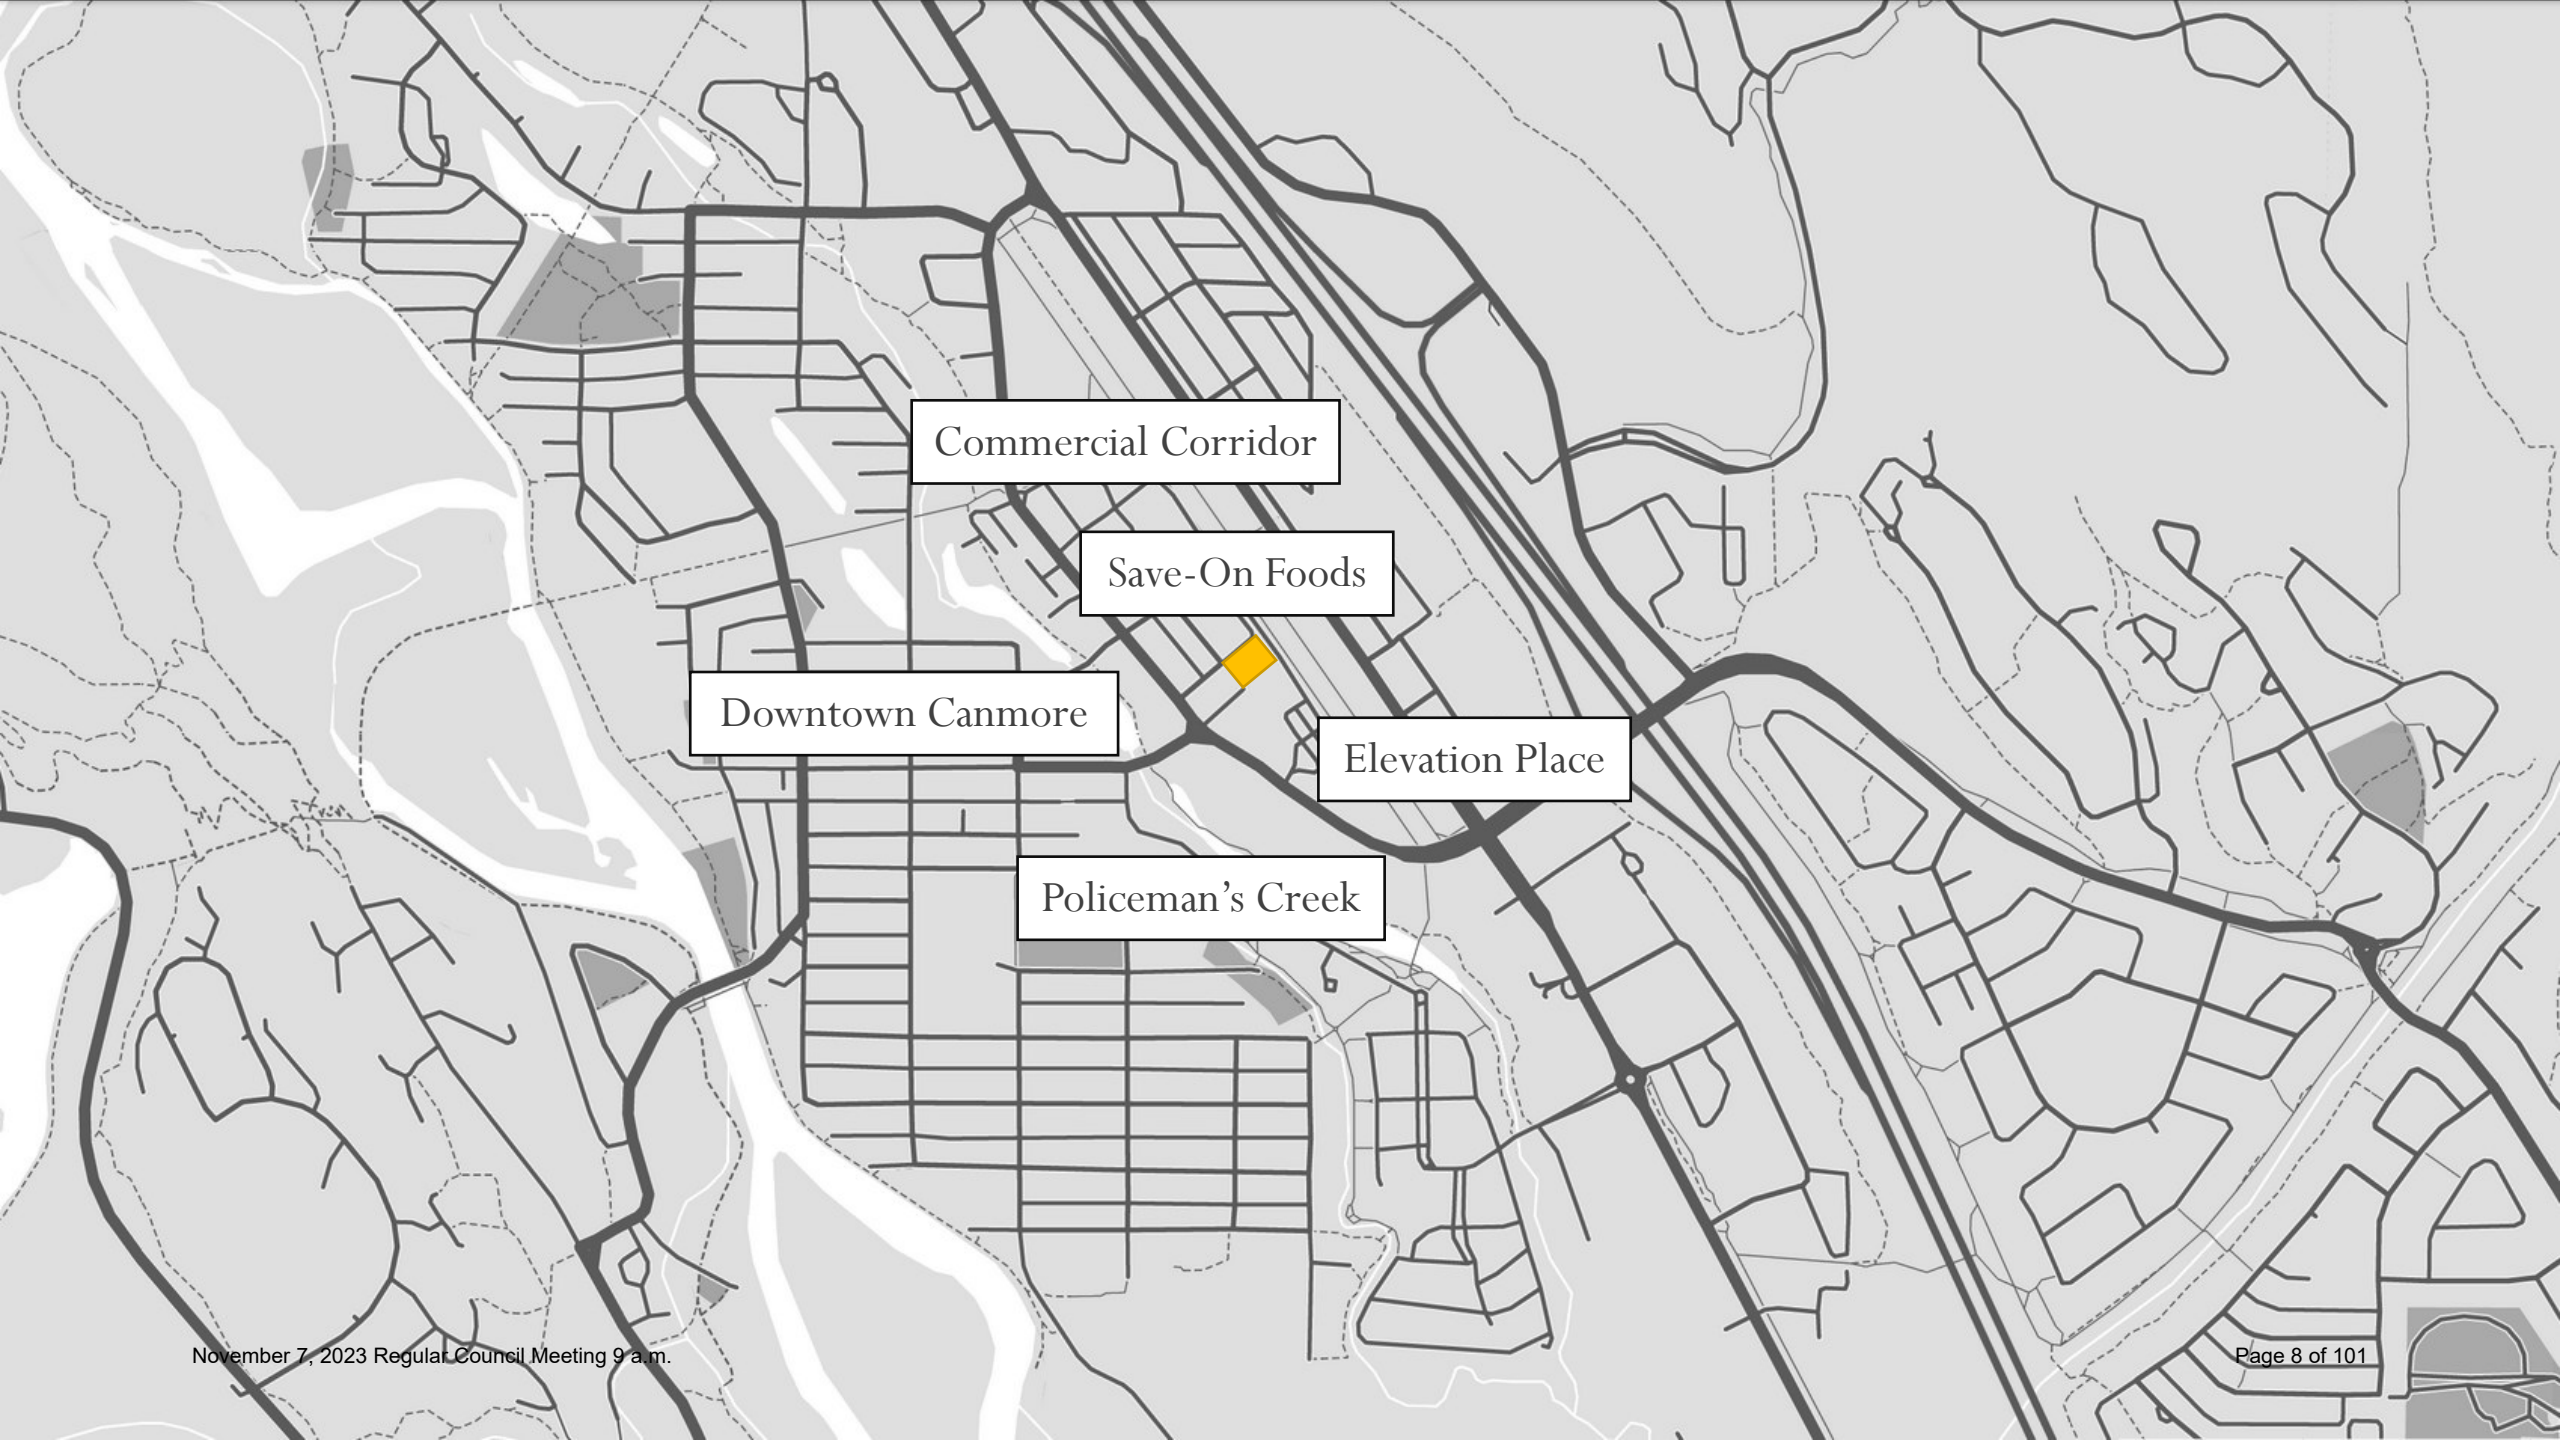 Commercial Corridor
Save-On Foods
Downtown Canmore
Elevation Place
Policeman’s Creek
November 7, 2023 Regular Council Meeting 9 a.m.
Page 8 of 101